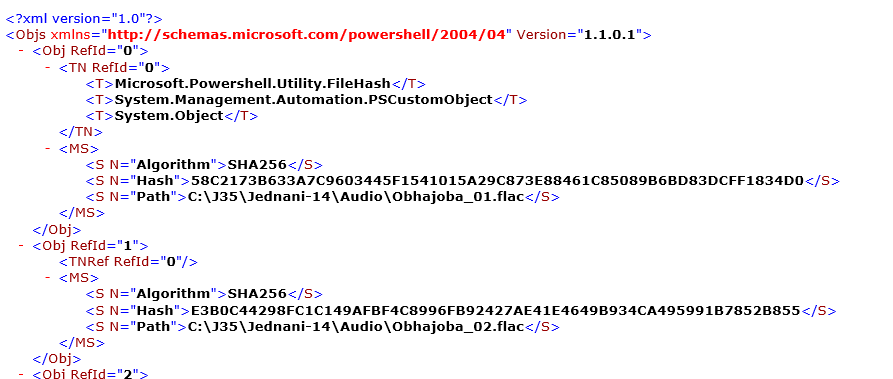 <?xml version="1.0"?>
<Objs xmlns="http://schemas.microsoft.com/powershell/2004/04" Version="1.1.0.1">
- <Obj RefId="0">
- <TN RefId="0">
<T>Microsoft.Powershell.Utility.FileHash</T>
<T>System.Management.Automation.PSCustomObject</T>
<T>System.Object</T>
</TN>
- <MS>
<S N="Algorithm">SHA256</S>
<S N="Hash">58C2173B633A7C9603445F1541015A29C873E88461C85089B6BD83DCFF1834D0</S>
<S N="Path">C:\J35\Jednani-14\Audio\Obhajoba_01.flac</S>
</MS>
</Obj>
- <Obj RefId="1">
<TNRef RefId="0"/>
- <MS>
<S N="Algorithm">SHA256</S>
<S N="Hash">E3B0C44298FC1C149AFBF4C8996FB92427AE41E4649B934CA495991B7852B855</S>
<S N="Path">C:\J35\Jednani-14\Audio\Obhajoba_02.flac</S>
</MS>
</Obj>
- <Obj RefId="2">